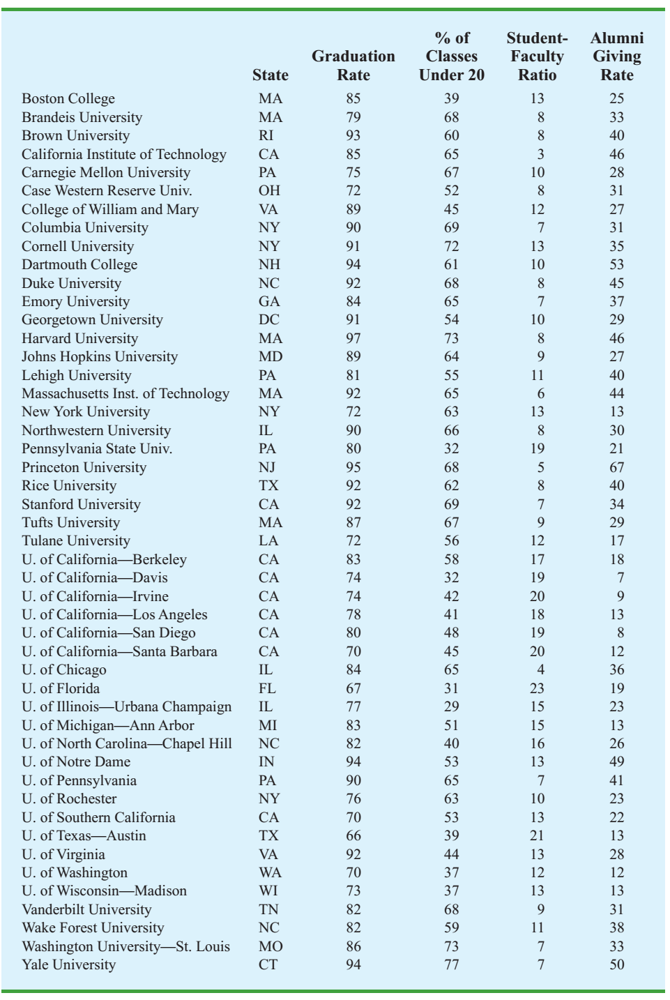 % of Student- Alumni
Graduation Classes Faculty Giving
State Rate Under 20 Ratio Rate
Boston College MA 85 39 13 25
Brandeis University MA 79 68 8 33
Brown University RI 93 60 8 40
California Institute of Technology CA 85 65 3 46
Carnegie Mellon University PA 75 67 10 28
Case Western Reserve Univ. OH 72 52 8 31
College of William and Mary VA 89 45 12 27
Columbia University NY 90 69 7 31
Cornell University NY 91 72 13 35
Dartmouth College NH 94 61 10 53
Duke University NC 92 68 8 45
Emory University GA 84 65 7 37
Georgetown University DC 91 54 10 29
Harvard University MA 97 73 8 46
Johns Hopkins University MD 89 64 9 27
Lehigh University PA 81 55 11 40
Massachusetts Inst. of Technology MA 92 65 6 44
New York University NY 72 63 13 13
Northwestern University IL 90 66 8 30
Pennsylvania State Univ. PA 80 32 19 21
Princeton University NJ 95 68 5 67
Rice University TX 92 62 8 40
Stanford University CA 92 69 7 34
Tufts University MA 87 67 9 29
Tulane University LA 72 56 12 17
U. of California—Berkeley CA 83 58 17 18
U. of California—Davis CA 74 32 19 7
U. of California—Irvine CA 74 42 20 9
U. of California—Los Angeles CA 78 41 18 13
U. of California—San Diego CA 80 48 19 8
U. of California—Santa Barbara CA 70 45 20 12
U. of Chicago IL 84 65 4 36
U. of Florida FL 67 31 23 19
U. of Illinois—Urbana Champaign IL 77 29 15 23
U. of Michigan—Ann Arbor MI 83 51 15 13
U. of North Carolina—Chapel Hill NC 82 40 16 26
U. of Notre Dame IN 94 53 13 49
U. of Pennsylvania PA 90 65 7 41
U. of Rochester NY 76 63 10 23
U. of Southern California CA 70 53 13 22
U. of Texas—Austin TX 66 39 21 13
U. of Virginia VA 92 44 13 28
U. of Washington WA 70 37 12 12
U. of Wisconsin—Madison WI 73 37 13 13
Vanderbilt University TN 82 68 9 31
Wake Forest University NC 82 59 11 38
Washington University—St. Louis MO 86 73 7 33
Yale University CT 94 77 7 50